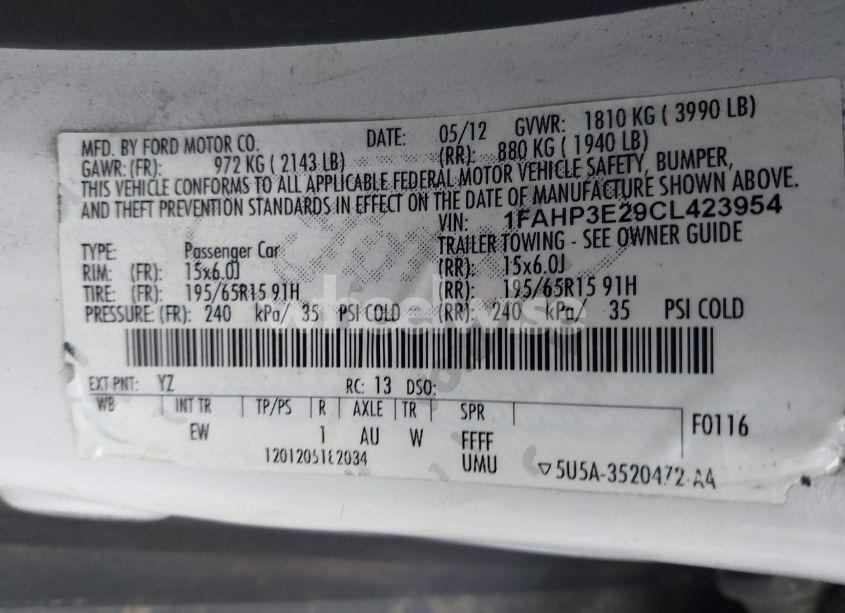 MFD. BY FORD MOTOR CO. DATE: 05/12 GVWR: 1810 KG ( 3990 LB)
GAWR: (FR): 972 KG ( 2143 LB) (RR): 880 KG ( 1940 LB)
THIS VEHICLE CONFORMS TO ALL APPLICABLE FEDERAL MOTOR VEHICLE SAFETY, BUMPER,
AND THEFT PREVENTION STANDARDS IN EFFECT ON THE DATE OF MANUFACTURE SHOWN ABOVE.
VIN: 1FAHP3E29CL423954
TYPE: Passenger Car TRAILER TOWING - SEE OWNER GUIDE
RIM: (FR): 15x6.0J (RR): 15x6.0J
TIRE: (FR): 195/65R15 91H (RR): 195/65R15 91H
PRESSURE: (FR): 240 kPa/ 35 PSI COLD (RR): 240 kPa/ 35 PSI COLD
EXT PNT: YZ RC: 13 DSO:
WB INT TR TP/PS R AXLE TR SPR F0116
EW 1 AU W FFFF
1201205182034 UMU 5U5A-3520472-AA